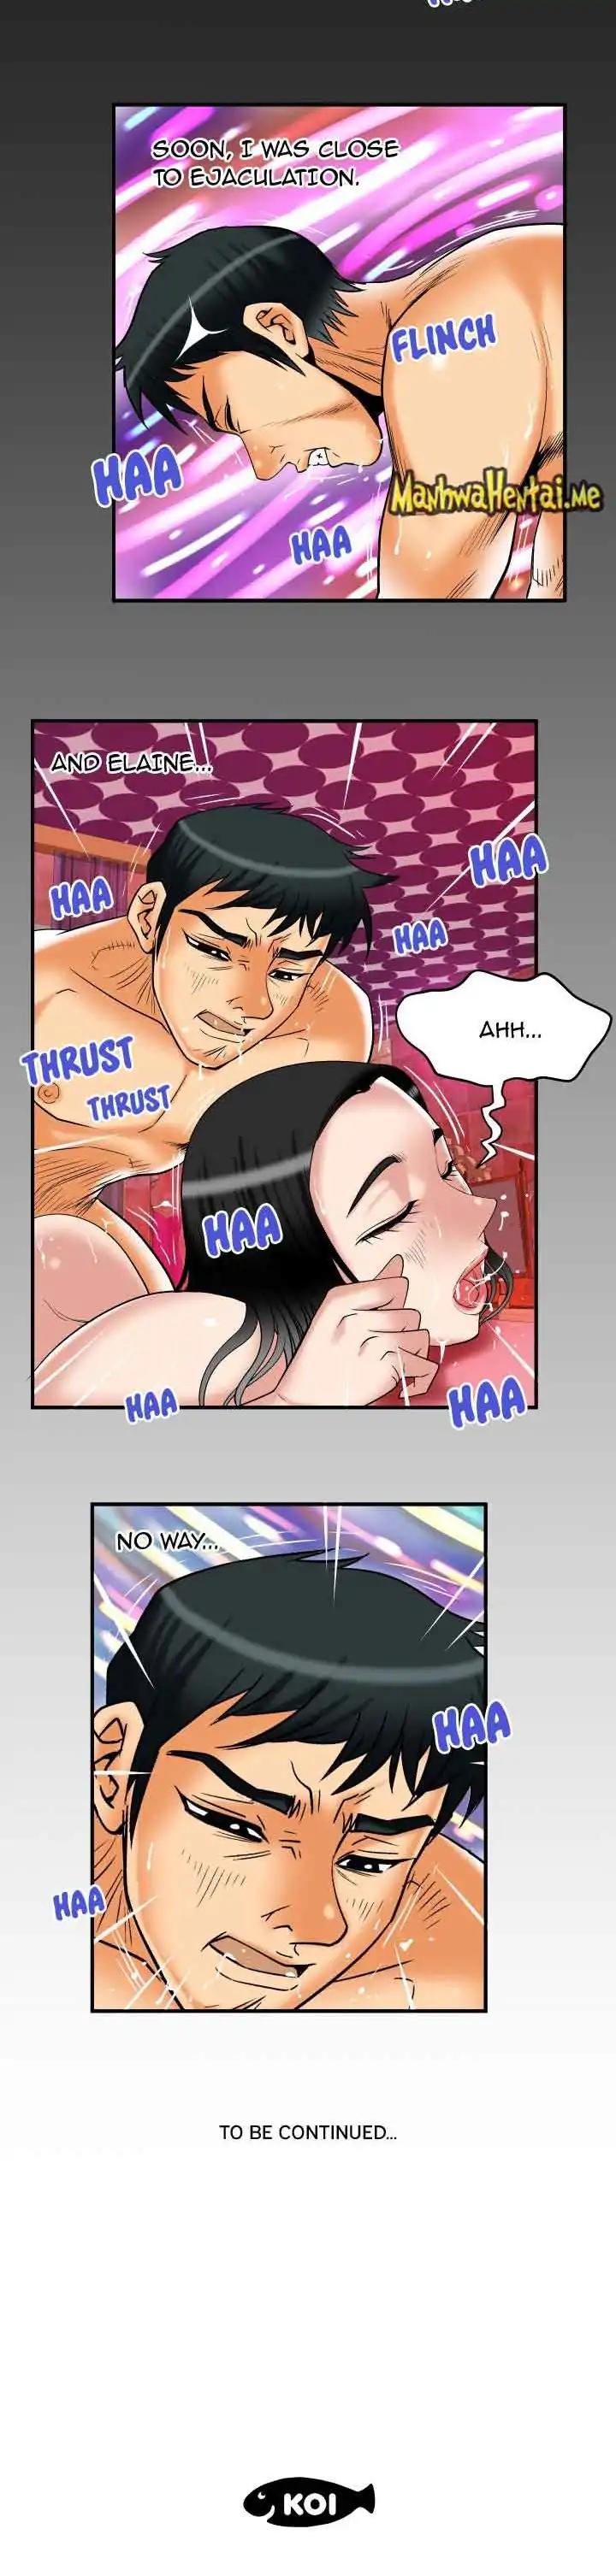 SOON, I WAS CLOSE
TO EJACULATION.
FLINCH
HAA
ManhwaHentai.me
HAA
AND ELAINE...
HAA
HAA
HAA
AHH...
THRUST
THRUST
HAA
HAA
HAA
NO WAY...
HAA
HAA
TO BE CONTINUED...
KOI